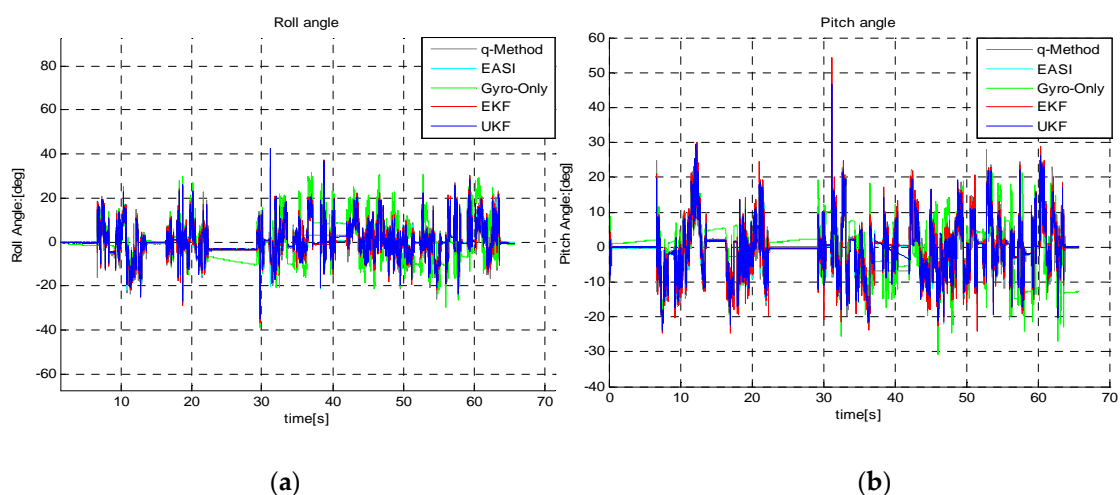 Roll angle
80
60
40
20
0
-20
-40
-60
Roll Angle:[deg]
10
20
30
40
50
60
70
time[s]
q-Method
EASI
Gyro-Only
EKF
UKF
(a)
Pitch angle
60
50
40
30
20
10
0
-10
-20
-30
-40
Pitch Angle:[deg]
0
10
20
30
40
50
60
70
time[s]
q-Method
EASI
Gyro-Only
EKF
UKF
(b)